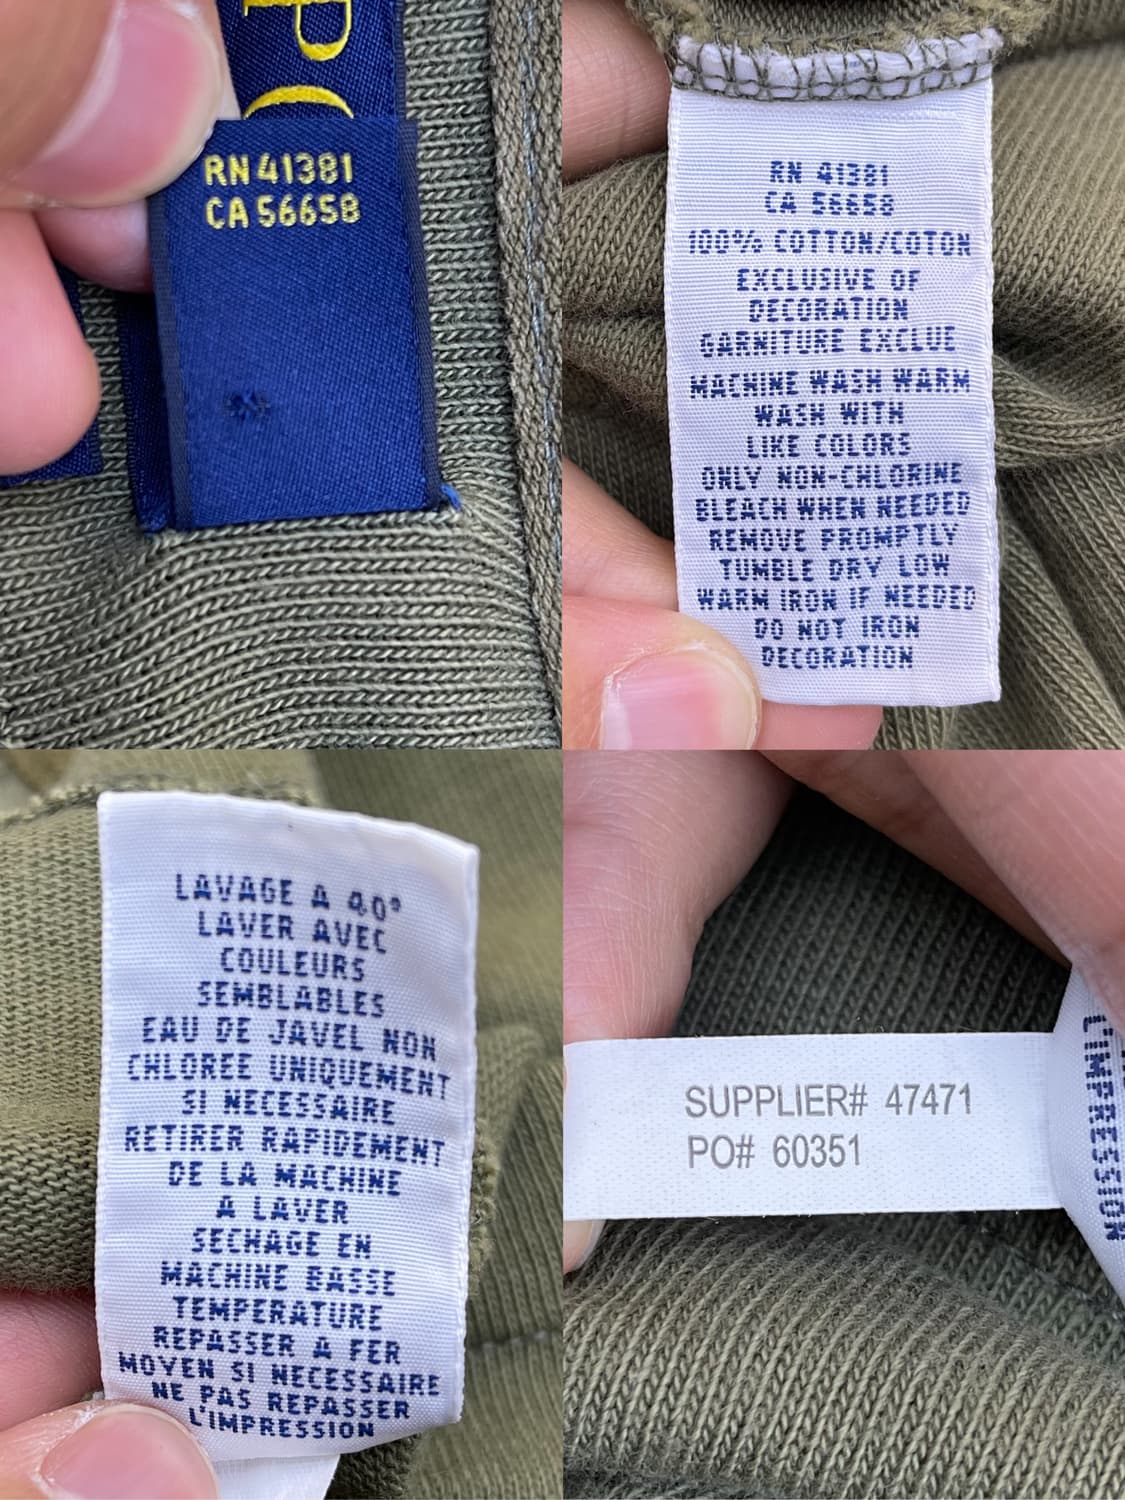 PO
RN 41381
CA 56658
RN 41381
CA 56658
100% COTTON/COTON
EXCLUSIVE OF
DECORATION
GARNITURE EXCLUE
MACHINE WASH WARM
WASH WITH
LIKE COLORS
ONLY NON-CHLORINE
BLEACH WHEN NEEDED
REMOVE PROMPTLY
TUMBLE DRY LOW
WARM IRON IF NEEDED
DO NOT IRON
DECORATION
LAVAGE A 40°
LAVER AVEC
COULEURS
SEMBLABLES
EAU DE JAVEL NON
CHLOREE UNIQUEMENT
SI NECESSAIRE
RETIRER RAPIDEMENT
DE LA MACHINE
A LAVER
SECHAGE EN
MACHINE BASSE
TEMPERATURE
REPASSER A FER
MOYEN SI NECESSAIRE
NE PAS REPASSER
L'IMPRESSION
SUPPLIER# 47471
PO# 60351
L'IMPRESSION